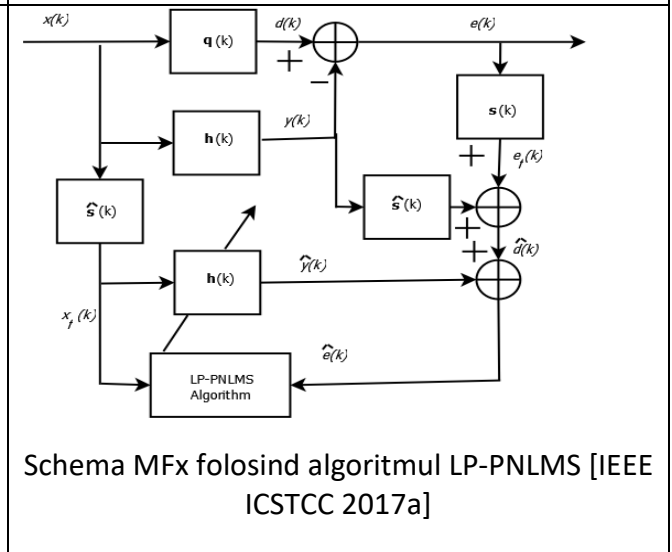 x(k)
d(k)
e(k)
q (k)
+
−
s (k)
h (k)
y(k)
+
e_f(k)
ŝ (k)
ŝ (k)
+
+
d̂(k)
h(k)
ŷ(k)
x_f (k)
ê(k)
LP-PNLMS
Algorithm
Schema MFx folosind algoritmul LP-PNLMS [IEEE
ICSTCC 2017a]